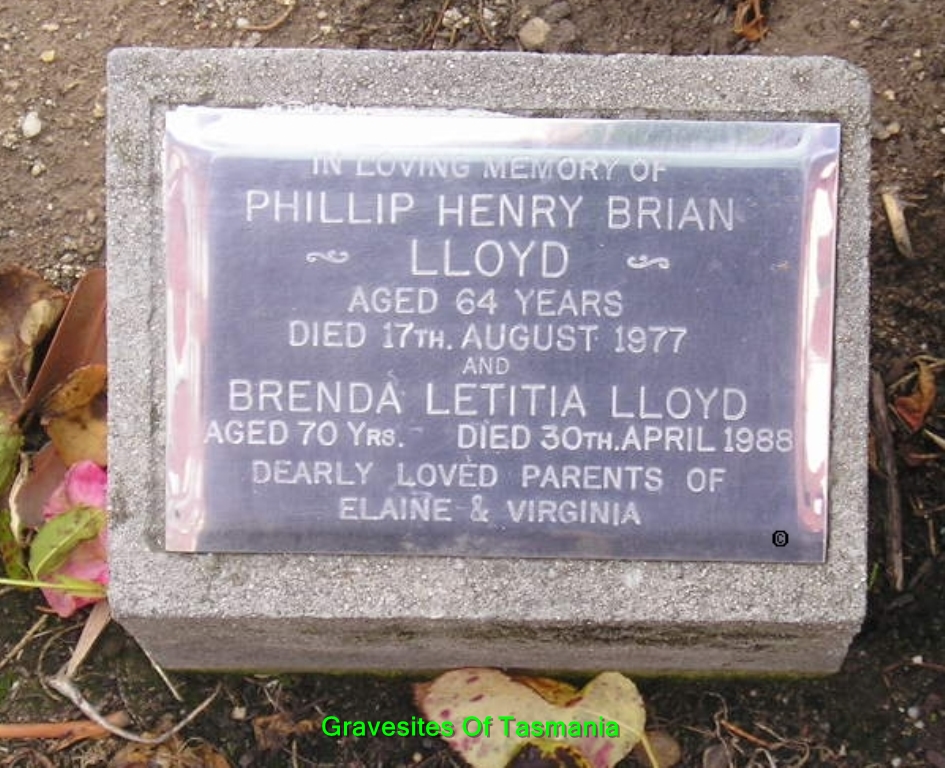 IN LOVING MEMORY OF
PHILLIP HENRY BRIAN
LLOYD
AGED 64 YEARS
DIED 17TH. AUGUST 1977
AND
BRENDA LETITIA LLOYD
AGED 70 YRS. DIED 30TH. APRIL 1988
DEARLY LOVED PARENTS OF
ELAINE & VIRGINIA
©
Gravesites Of Tasmania